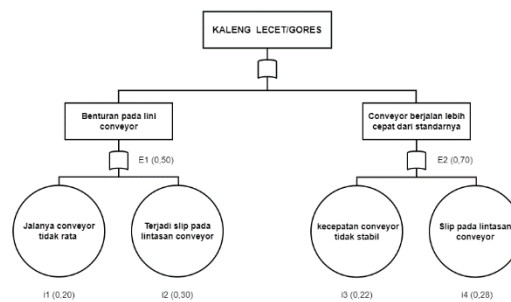 KALENG LECET/GORES
Benturan pada lini
conveyor
Conveyor berjalan lebih
cepat dari standarnya
E1 (0,50)
E2 (0,70)
Jalanya conveyor
tidak rata
Terjadi slip pada
lintasan conveyor
kecepatan conveyor
tidak stabil
Slip pada lintasan
conveyor
i1 (0,20)
i2 (0,30)
i3 (0,22)
i4 (0,28)